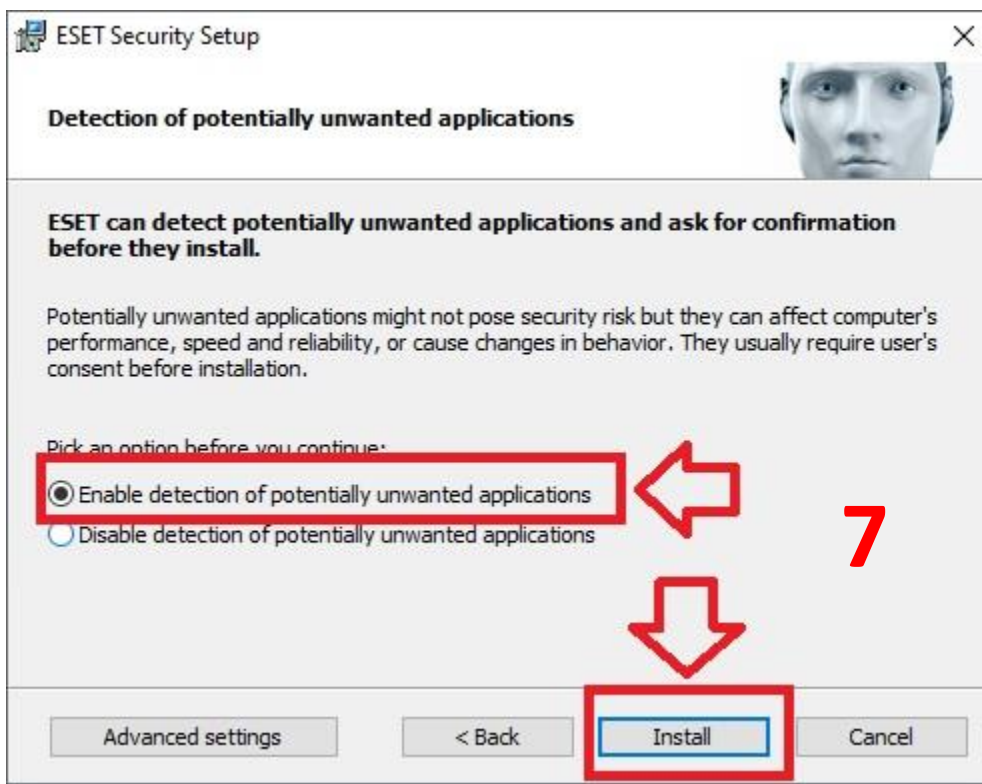 ESET Security Setup
Detection of potentially unwanted applications
ESET can detect potentially unwanted applications and ask for confirmation
before they install.
Potentially unwanted applications might not pose security risk but they can affect computer's
performance, speed and reliability, or cause changes in behavior. They usually require user's
consent before installation.
Pick an option before you continue:
Enable detection of potentially unwanted applications
Disable detection of potentially unwanted applications
7
Advanced settings
< Back
Install
Cancel